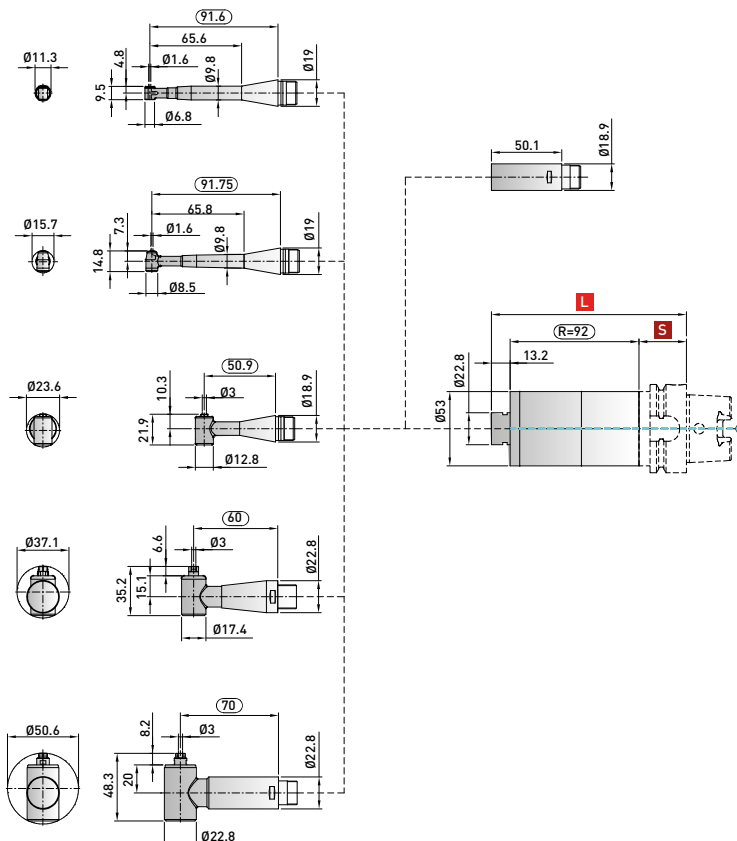 91.6
65.6
Ø11.3
4.8
Ø1.6
Ø9.8
Ø19
9.5
Ø6.8
50.1
Ø18.9
91.75
65.8
Ø15.7
7.3
Ø1.6
Ø9.8
Ø19
14.8
Ø8.5
L
R=92
S
13.2
Ø22.8
Ø53
50.9
Ø23.6
10.3
Ø3
Ø18.9
21.9
Ø12.8
60
Ø37.1
6.6
Ø3
Ø22.8
35.2
15.1
Ø17.4
70
Ø50.6
8.2
Ø3
Ø22.8
48.3
20
Ø22.8